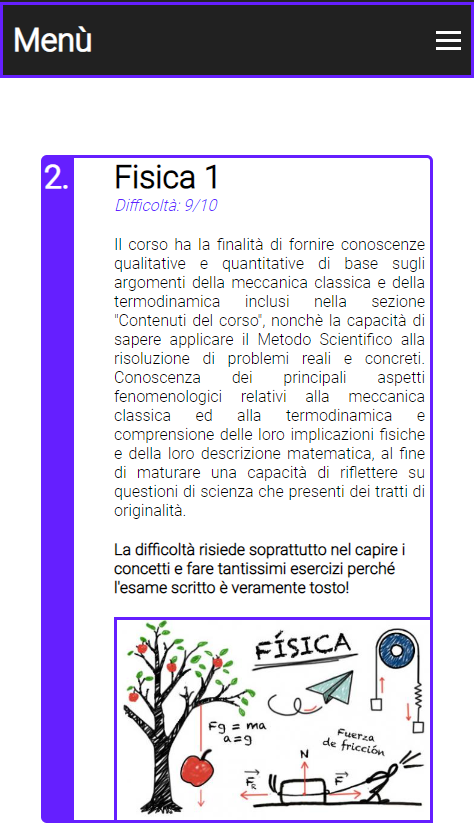 Menù
2.
Fisica 1
Difficoltà: 9/10
Il corso ha la finalità di fornire conoscenze
qualitative e quantitative di base sugli
argomenti della meccanica classica e della
termodinamica inclusi nella sezione
"Contenuti del corso", nonchè la capacità di
sapere applicare il Metodo Scientifico alla
risoluzione di problemi reali e concreti.
Conoscenza dei principali aspetti
fenomenologici relativi alla meccanica
classica ed alla termodinamica e
comprensione delle loro implicazioni fisiche
e della loro descrizione matematica, al fine
di maturare una capacità di riflettere su
questioni di scienza che presenti dei tratti di
originalità.
La difficoltà risiede soprattutto nel capire i
concetti e fare tantissimi esercizi perché
l'esame scritto è veramente tosto!
FÍSICA
Fg = ma
a=g
Fuerza
de fricción
N
F
F